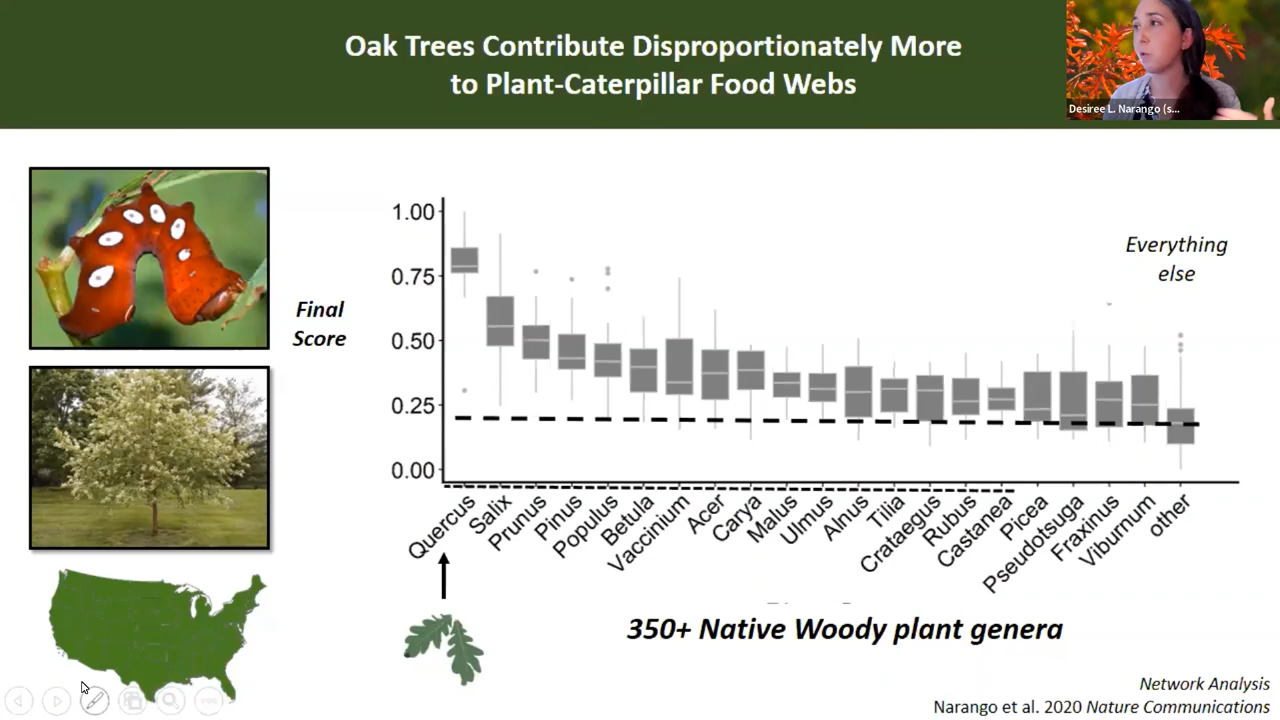 Oak Trees Contribute Disproportionately More
to Plant-Caterpillar Food Webs
Desiree L. Narango (s...
Final
Score
1.00
0.75
0.50
0.25
0.00
Everything
else
Quercus
Salix
Prunus
Pinus
Populus
Betula
Vaccinium
Acer
Carya
Malus
Ulmus
Alnus
Tilia
Crataegus
Rubus
Castanea
Picea
Pseudotsuga
Fraxinus
Viburnum
other
350+ Native Woody plant genera
Network Analysis
Narango et al. 2020 Nature Communications